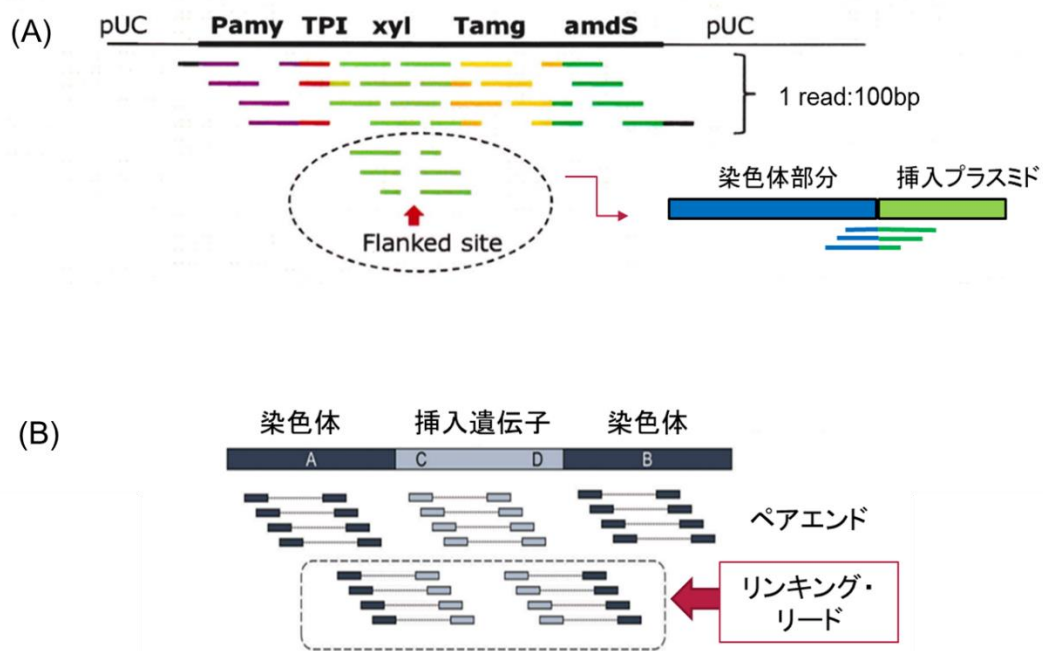 (A)
pUC Pamy TPI xyl Tamg amdS pUC
1 read:100bp
染色体部分 挿入プラスミド
Flanked site
(B)
染色体 挿入遺伝子 染色体
A C D B
ペアエンド
リンキング・
リード